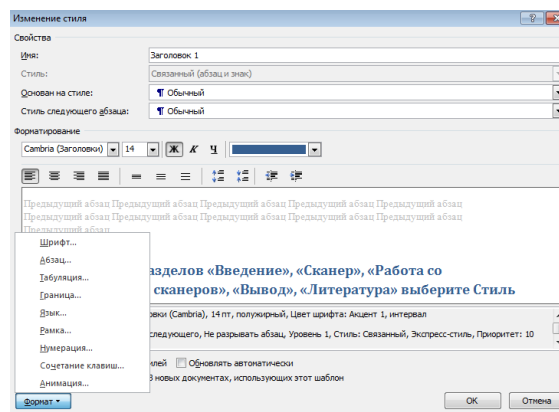 Изменение стиля
Свойства
Имя: Заголовок 1
Стиль: Связанный (абзац и знак)
Основан на стиле: ¶ Обычный
Стиль следующего абзаца: ¶ Обычный
Форматирование
Cambria (Заголовки) 14 Ж К Ч
Предыдущий абзац Предыдущий абзац Предыдущий абзац Предыдущий абзац Предыдущий абзац
Предыдущий абзац Предыдущий абзац Предыдущий абзац Предыдущий абзац Предыдущий абзац
Предыдущий абзац
азделов «Введение», «Сканер», «Работа со
сканеров», «Вывод», «Литература» выберите Стиль
овки (Cambria), 14 пт, полужирный, Цвет шрифта: Акцент 1, интервал
следующего, Не разрывать абзац, Уровень 1, Стиль: Связанный, Экспресс-стиль, Приоритет: 10
илей Обновлять автоматически
новых документах, использующих этот шаблон
Шрифт...
Абзац...
Табуляция...
Граница...
Язык...
Рамка...
Нумерация...
Сочетание клавиш...
Анимация...
Формат
ОК
Отмена